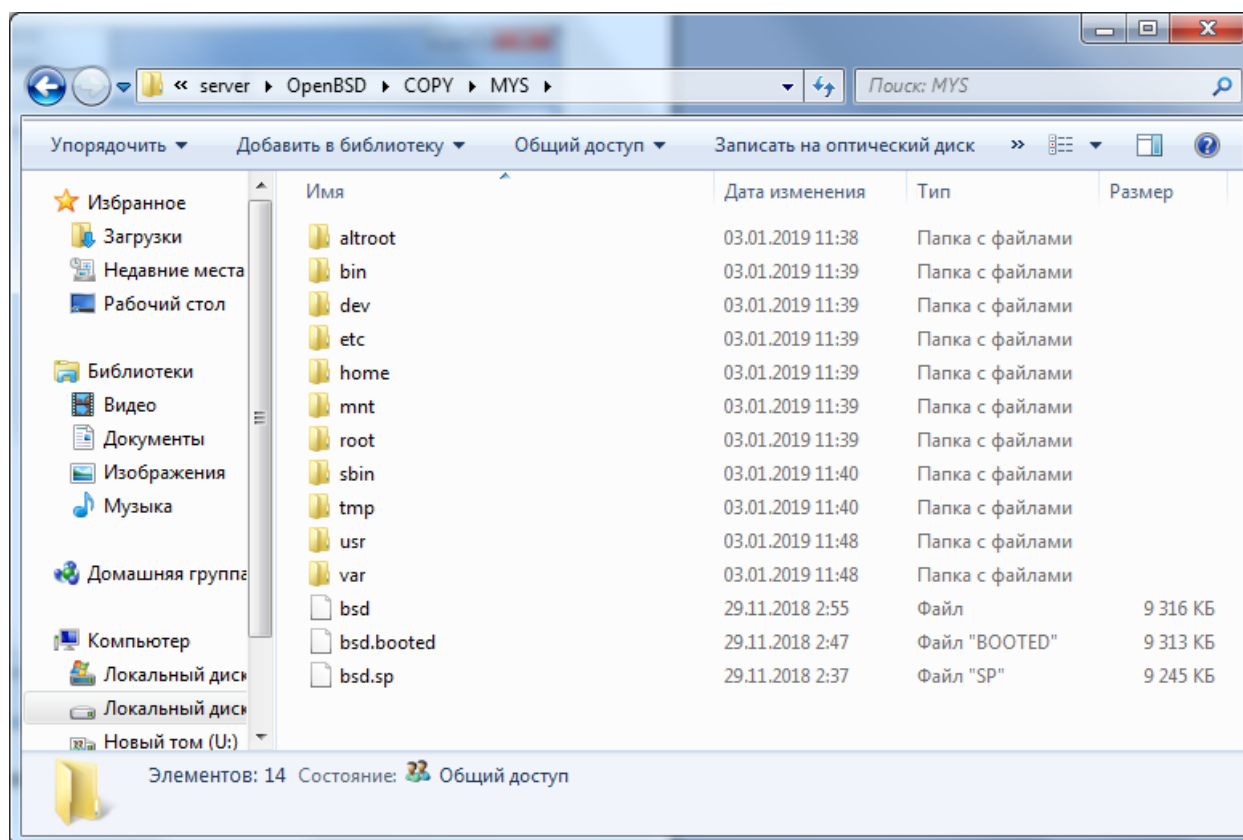 « server ▸ OpenBSD ▸ COPY ▸ MYS ▸
Поиск: MYS
Упорядочить Добавить в библиотеку Общий доступ Записать на оптический диск »
Избранное
Загрузки
Недавние места
Рабочий стол
Библиотеки
Видео
Документы
Изображения
Музыка
Домашняя группа
Компьютер
Локальный диск
Локальный диск
Новый том (U:)
Имя Дата изменения Тип Размер
altroot 03.01.2019 11:38 Папка с файлами
bin 03.01.2019 11:39 Папка с файлами
dev 03.01.2019 11:39 Папка с файлами
etc 03.01.2019 11:39 Папка с файлами
home 03.01.2019 11:39 Папка с файлами
mnt 03.01.2019 11:39 Папка с файлами
root 03.01.2019 11:39 Папка с файлами
sbin 03.01.2019 11:40 Папка с файлами
tmp 03.01.2019 11:40 Папка с файлами
usr 03.01.2019 11:48 Папка с файлами
var 03.01.2019 11:48 Папка с файлами
bsd 29.11.2018 2:55 Файл 9 316 КБ
bsd.booted 29.11.2018 2:47 Файл "BOOTED" 9 313 КБ
bsd.sp 29.11.2018 2:37 Файл "SP" 9 245 КБ
Элементов: 14 Состояние: Общий доступ